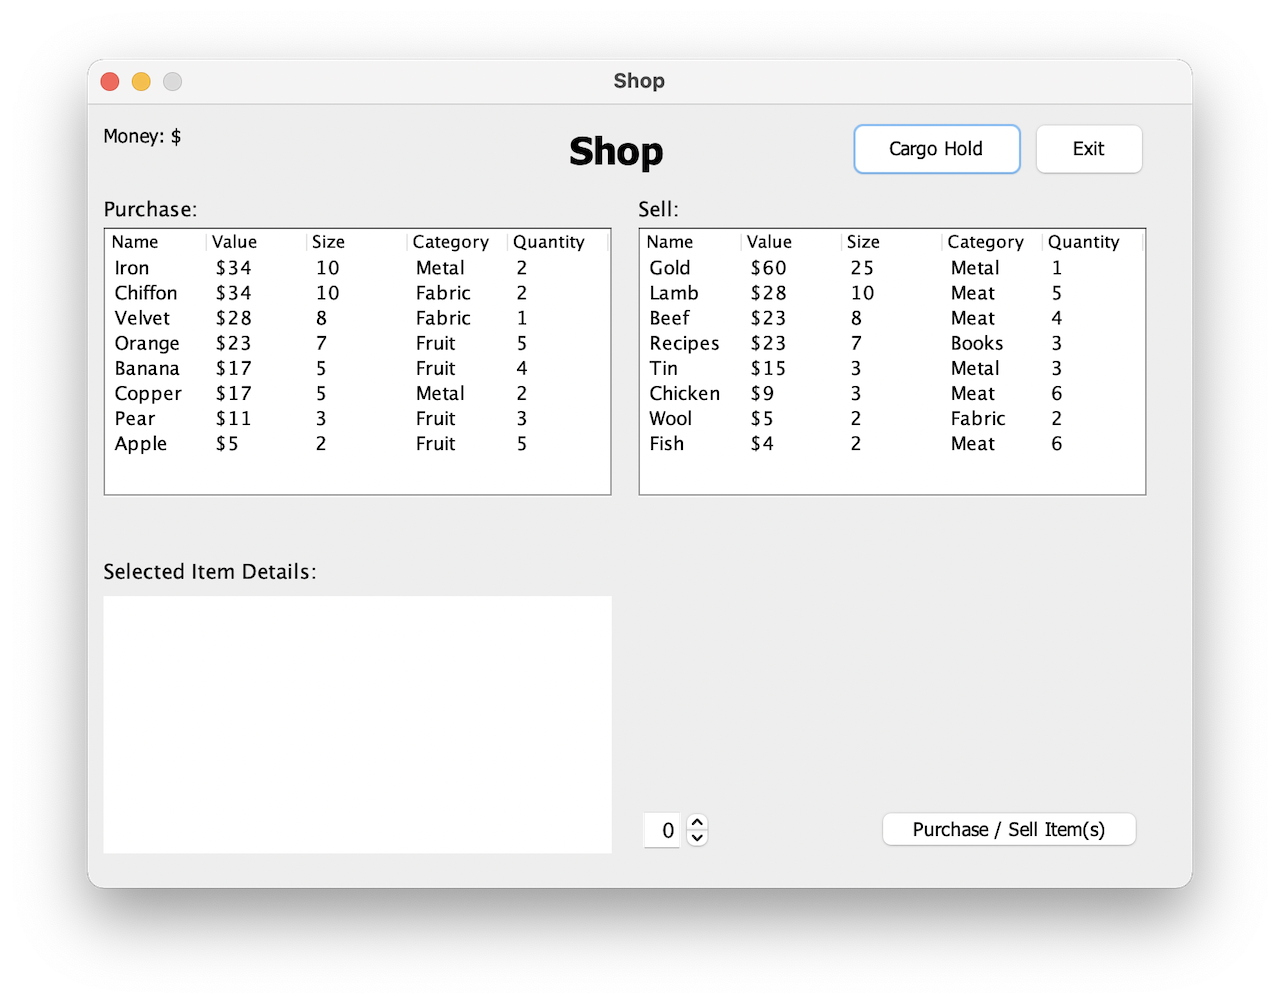 Shop
Money: $
Shop
Cargo Hold
Exit
Purchase:
Name Value Size Category Quantity
Iron $34 10 Metal 2
Chiffon $34 10 Fabric 2
Velvet $28 8 Fabric 1
Orange $23 7 Fruit 5
Banana $17 5 Fruit 4
Copper $17 5 Metal 2
Pear $11 3 Fruit 3
Apple $5 2 Fruit 5
Sell:
Name Value Size Category Quantity
Gold $60 25 Metal 1
Lamb $28 10 Meat 5
Beef $23 8 Meat 4
Recipes $23 7 Books 3
Tin $15 3 Metal 3
Chicken $9 3 Meat 6
Wool $5 2 Fabric 2
Fish $4 2 Meat 6
Selected Item Details:
0
Purchase / Sell Item(s)